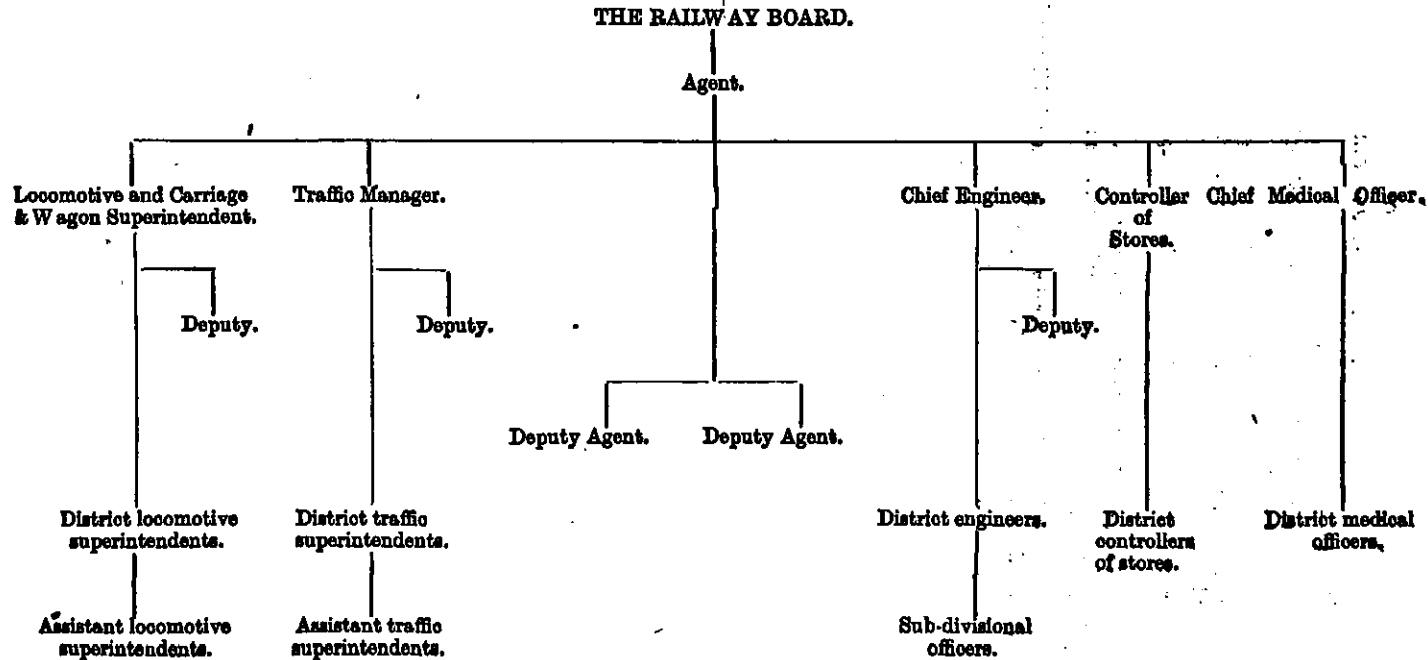 THE RAILWAY BOARD.
Agent.
Locomotive and Carriage
& Wagon Superintendent.
Traffic Manager.
Chief Engineer.
Controller
of
Stores.
Chief Medical Officer.
Deputy.
Deputy.
Deputy.
Deputy Agent.
Deputy Agent.
District locomotive
superintendents.
District traffic
superintendents.
District engineers.
District
controllers
of stores.
District medical
officers.
Assistant locomotive
superintendents.
Assistant traffic
superintendents.
Sub-divisional
officers.